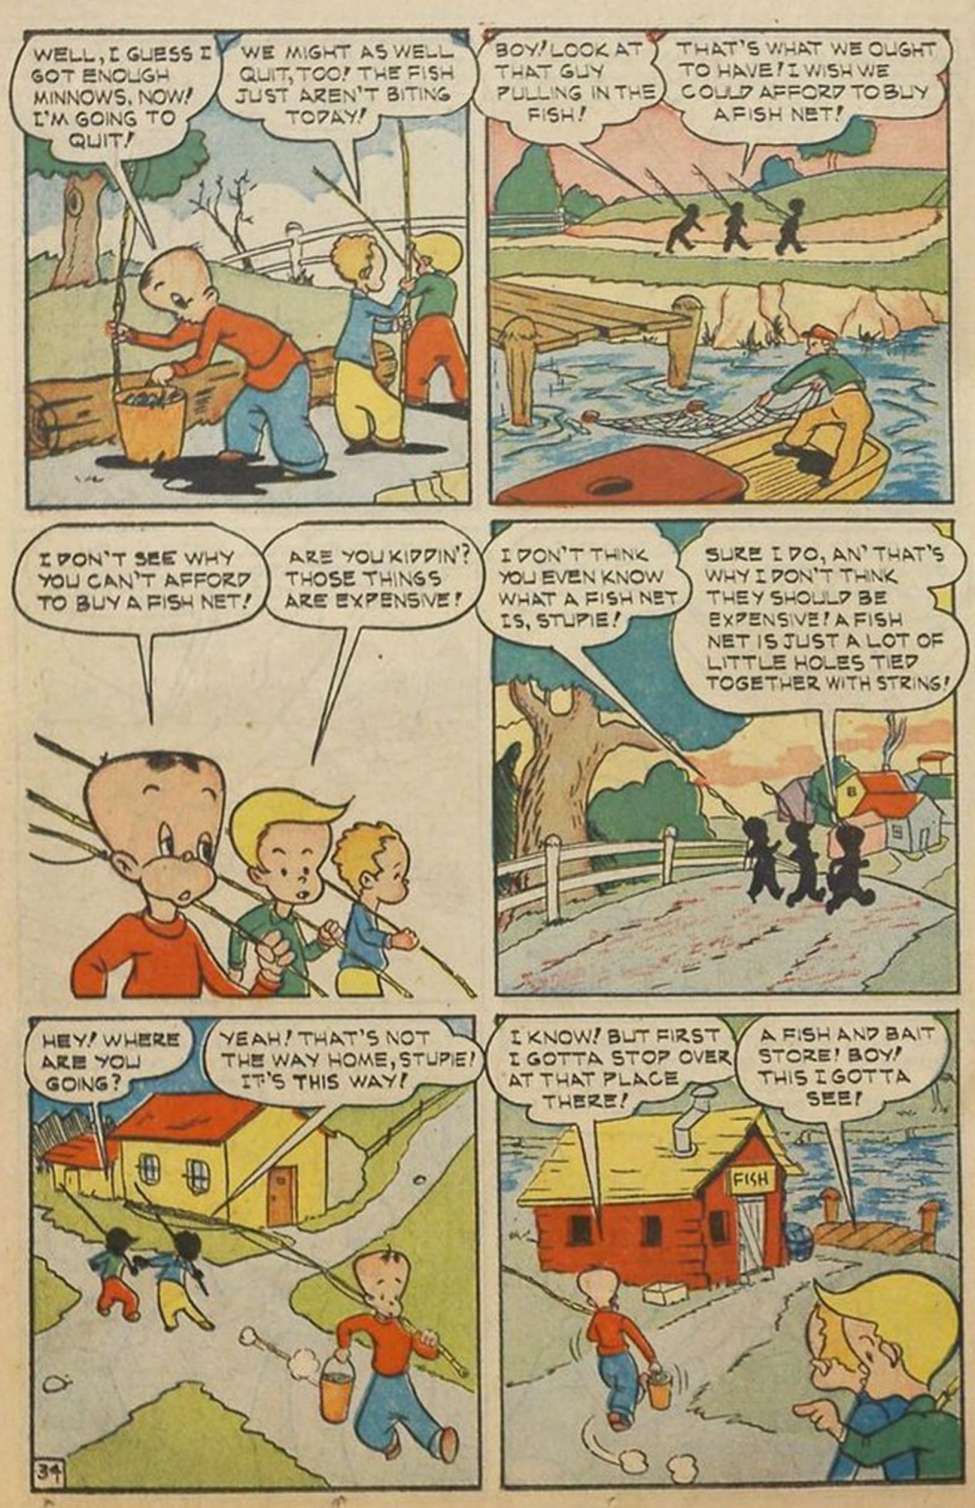 WELL, I GUESS I
GOT ENOUGH
MINNOWS, NOW!
I'M GOING TO
QUIT!
WE MIGHT AS WELL
QUIT, TOO! THE FISH
JUST AREN'T BITING
TODAY!
BOY! LOOK AT
THAT GUY
PULLING IN THE
FISH!
THAT'S WHAT WE OUGHT
TO HAVE! I WISH WE
COULD AFFORD TO BUY
A FISH NET!
I DON'T SEE WHY
YOU CAN'T AFFORD
TO BUY A FISH NET!
ARE YOU KIDDIN'?
THOSE THINGS
ARE EXPENSIVE!
I DON'T THINK
YOU EVEN KNOW
WHAT A FISH NET
IS, STUPIE!
SURE I DO, AN' THAT'S
WHY I DON'T THINK
THEY SHOULD BE
EXPENSIVE! A FISH
NET IS JUST A LOT OF
LITTLE HOLES TIED
TOGETHER WITH STRING!
B
HEY! WHERE
ARE YOU
GOING?
YEAH! THAT'S NOT
THE WAY HOME, STUPIE!
IT'S THIS WAY!
34
I KNOW! BUT FIRST
I GOTTA STOP OVER
AT THAT PLACE
THERE!
A FISH AND BAIT
STORE! BOY!
THIS I GOTTA
SEE!
FISH